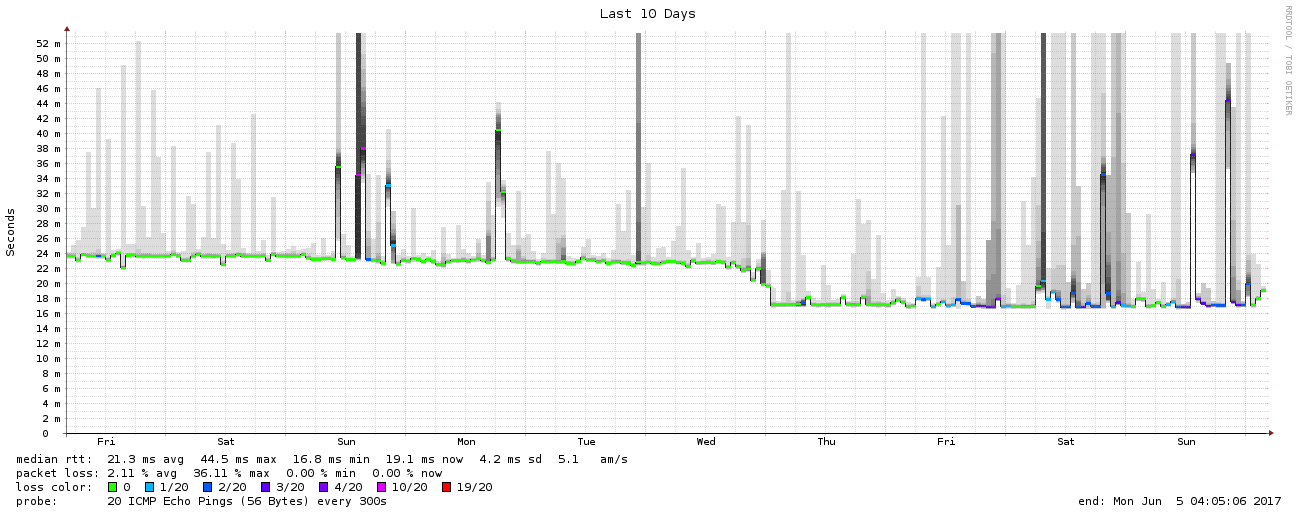 Last 10 Days
RRDTOOL / TOBI OETIKER
Seconds
52 m
50 m
48 m
46 m
44 m
42 m
40 m
38 m
36 m
34 m
32 m
30 m
28 m
26 m
24 m
22 m
20 m
18 m
16 m
14 m
12 m
10 m
8 m
6 m
4 m
2 m
0
Fri Sat Sun Mon Tue Wed Thu Fri Sat Sun
median rtt: 21.3 ms avg 44.5 ms max 16.8 ms min 19.1 ms now 4.2 ms sd 5.1 am/s
packet loss: 2.11 % avg 36.11 % max 0.00 % min 0.00 % now
loss color: 0 1/20 2/20 3/20 4/20 10/20 19/20
probe: 20 ICMP Echo Pings (56 Bytes) every 300s end: Mon Jun 5 04:05:06 2017